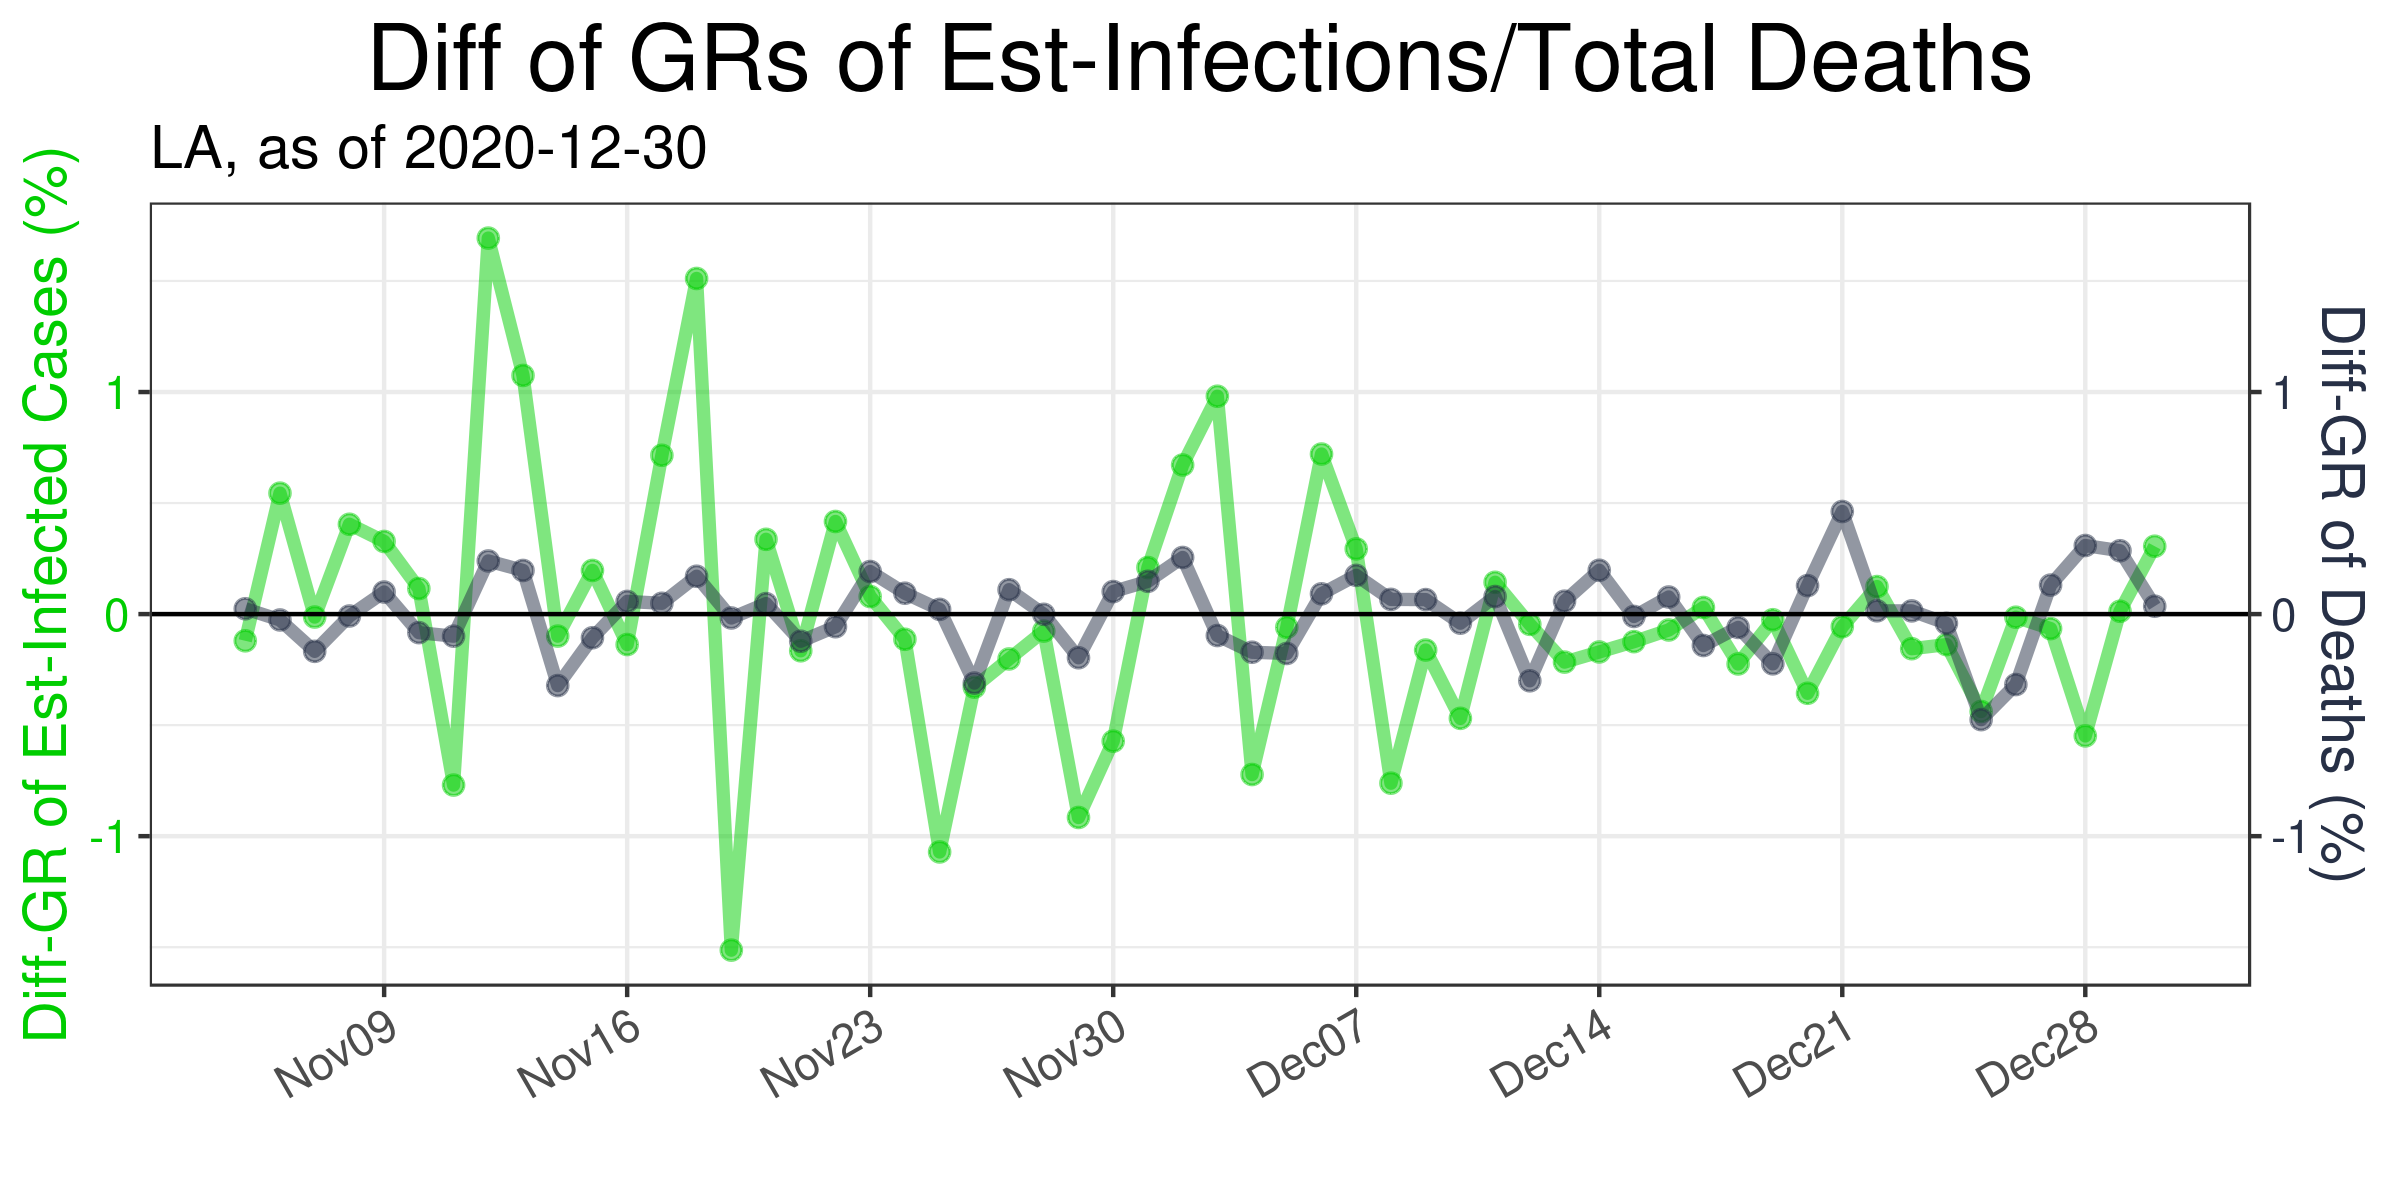 Diff of GRs of Est-Infections/Total Deaths
LA, as of 2020-12-30
Diff-GR of Est-Infected Cases (%)
1
0
-1
1
0
-1
Diff-GR of Deaths (%)
Nov09
Nov16
Nov23
Nov30
Dec07
Dec14
Dec21
Dec28